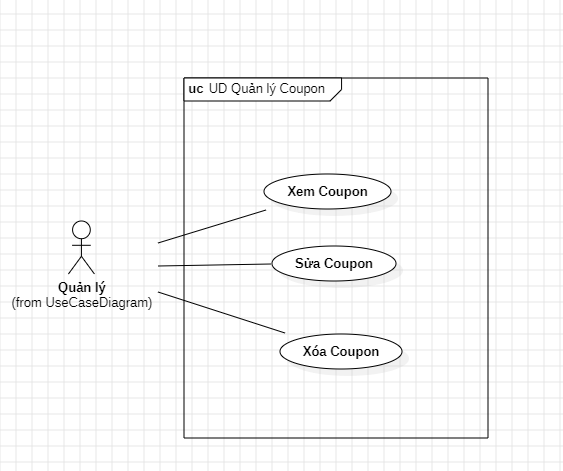 uc UD Quản lý Coupon
Xem Coupon
Sửa Coupon
Quản lý
(from UseCaseDiagram)
Xóa Coupon